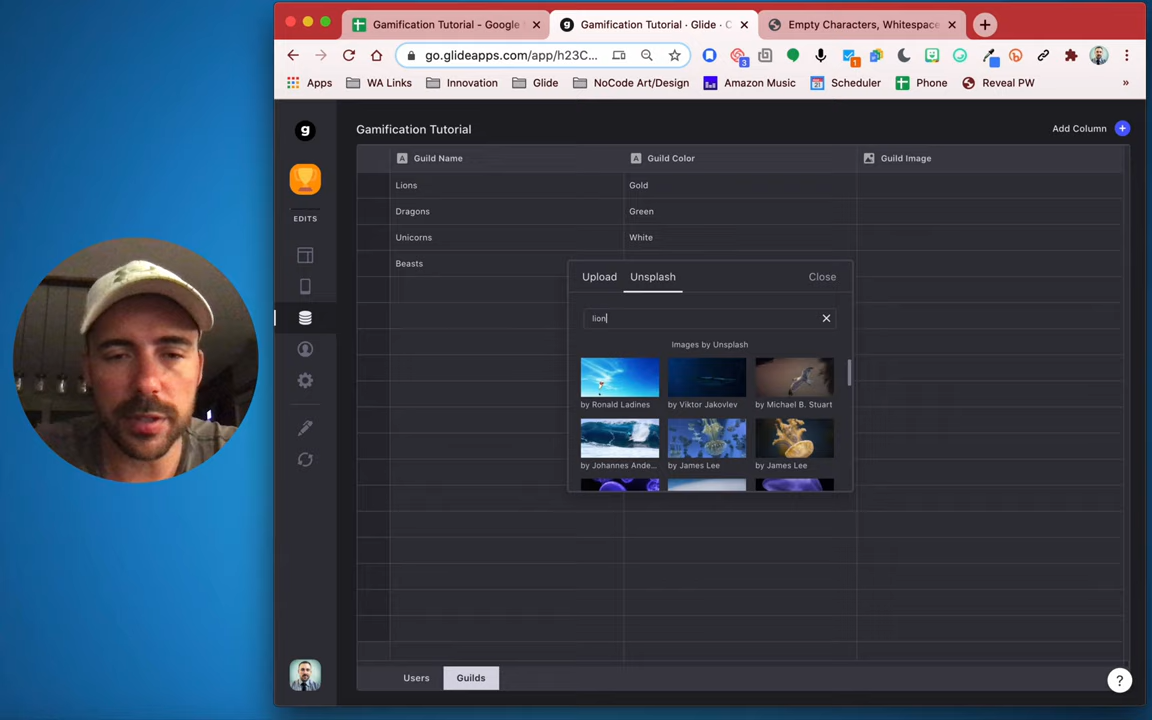 Gamification Tutorial - Google
Gamification Tutorial · Glide · C
Empty Characters, Whitespace
go.glideapps.com/app/h23C...
3
1
Apps
WA Links
Innovation
Glide
NoCode Art/Design
Amazon Music
Scheduler
Phone
Reveal PW
»
g
Gamification Tutorial
Add Column
EDITS
Guild Name
Guild Color
Guild Image
Lions
Gold
Dragons
Green
Unicorns
White
Beasts
Upload
Unsplash
Close
lion
Images by Unsplash
by Ronald Ladines
by Viktor Jakovlev
by Michael B. Stuart
by Johannes Ande...
by James Lee
by James Lee
Users
Guilds
?